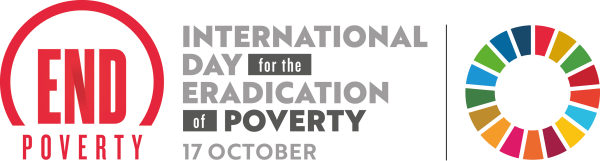 END
POVERTY
INTERNATIONAL
DAY for the
ERADICATION
of POVERTY
17 OCTOBER